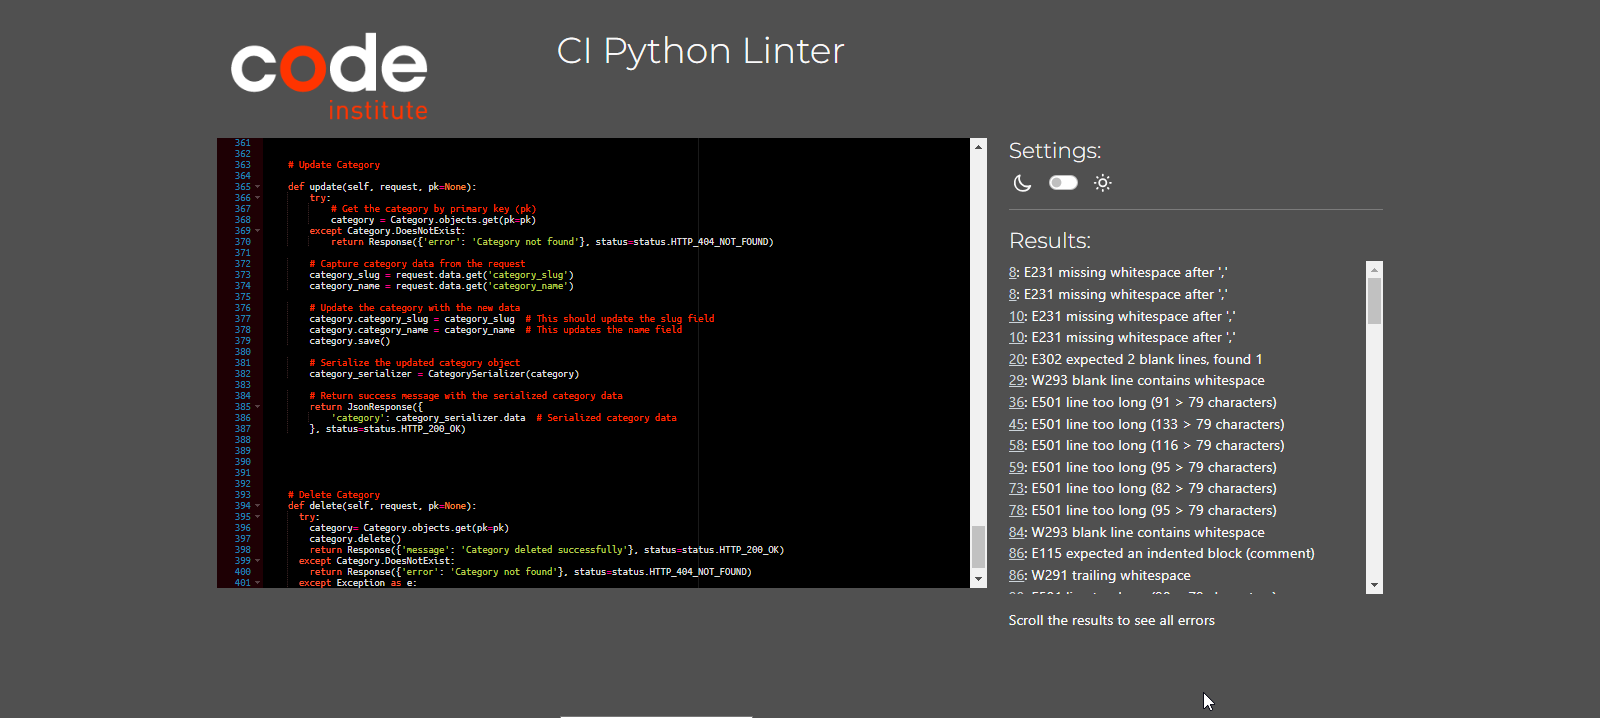 code
institute
CI Python Linter
361
362
363 # Update Category
364
365 def update(self, request, pk=None):
366 try:
367 # Get the category by primary key (pk)
368 category = Category.objects.get(pk=pk)
369 except Category.DoesNotExist:
370 return Response({'error': 'Category not found'}, status=status.HTTP_404_NOT_FOUND)
371
372 # Capture category data from the request
373 category_slug = request.data.get('category_slug')
374 category_name = request.data.get('category_name')
375
376 # Update the category with the new data
377 category.category_slug = category_slug # This should update the slug field
378 category.category_name = category_name # This updates the name field
379 category.save()
380
381 # Serialize the updated category object
382 category_serializer = CategorySerializer(category)
383
384 # Return success message with the serialized category data
385 return JsonResponse({
386 'category': category_serializer.data # Serialized category data
387 }, status=status.HTTP_200_OK)
388
389
390
391
392
393 # Delete Category
394 def delete(self, request, pk=None):
395 try:
396 category= Category.objects.get(pk=pk)
397 category.delete()
398 return Response({'message': 'Category deleted successfully'}, status=status.HTTP_200_OK)
399 except Category.DoesNotExist:
400 return Response({'error': 'Category not found'}, status=status.HTTP_404_NOT_FOUND)
401 except Exception as e:
Settings:
Results:
8: E231 missing whitespace after ','
8: E231 missing whitespace after ','
10: E231 missing whitespace after ','
10: E231 missing whitespace after ','
20: E302 expected 2 blank lines, found 1
29: W293 blank line contains whitespace
36: E501 line too long (91 > 79 characters)
45: E501 line too long (133 > 79 characters)
58: E501 line too long (116 > 79 characters)
59: E501 line too long (95 > 79 characters)
73: E501 line too long (82 > 79 characters)
78: E501 line too long (95 > 79 characters)
84: W293 blank line contains whitespace
86: E115 expected an indented block (comment)
86: W291 trailing whitespace
Scroll the results to see all errors